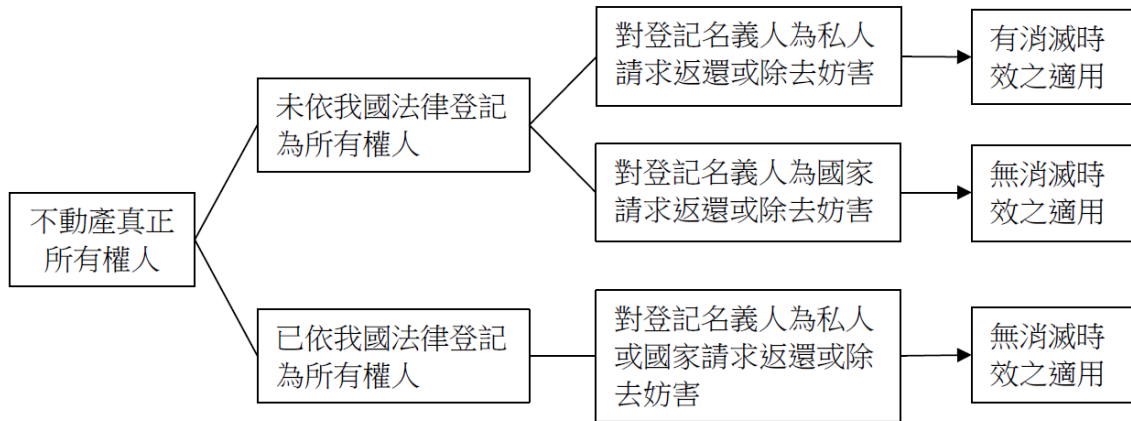 不動產真正
所有權人
未依我國法律登記
為所有權人
對登記名義人為私人
請求返還或除去妨害
有消滅時
效之適用
對登記名義人為國家
請求返還或除去妨害
無消滅時
效之適用
已依我國法律登記
為所有權人
對登記名義人為私人
或國家請求返還或除
去妨害
無消滅時
效之適用